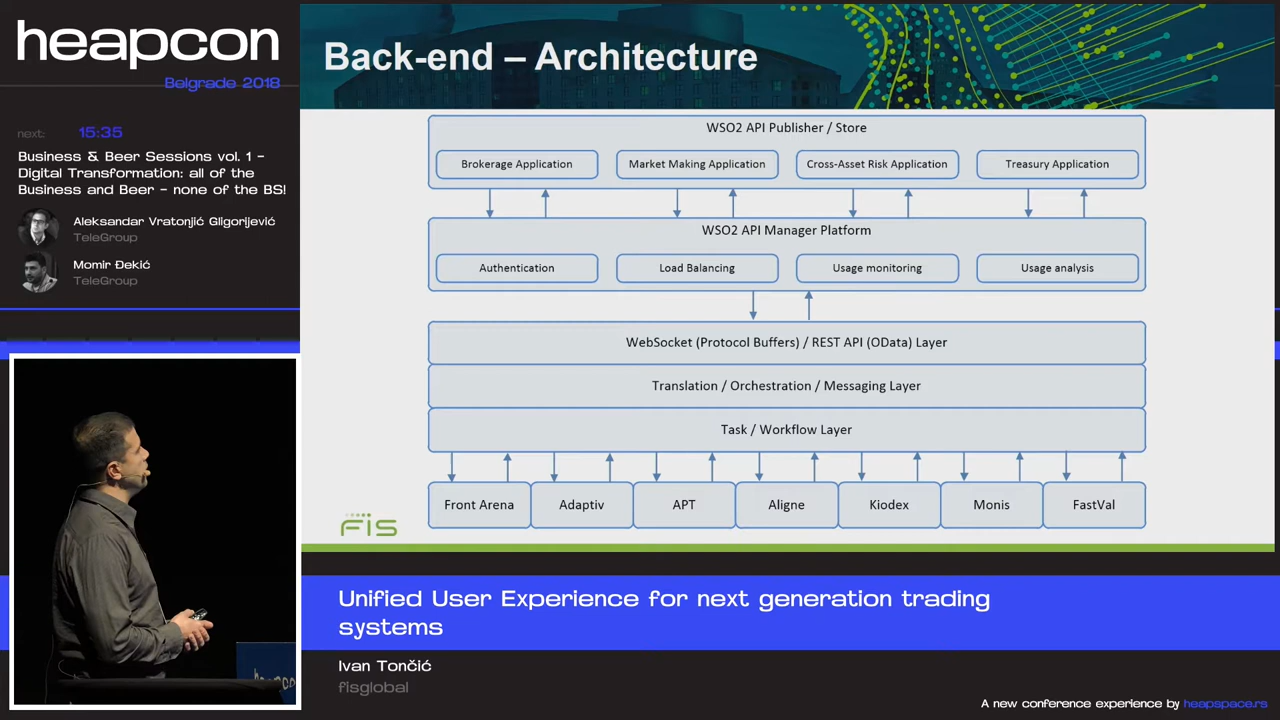 heapcon
Belgrade 2018
next: 15:35
Business & Beer Sessions vol. 1 -
Digital Transformation: all of the
Business and Beer - none of the BS!
Aleksandar Vratonjić Gligorijević
TeleGroup
Momir Đekić
TeleGroup
Back-end – Architecture
WSO2 API Publisher / Store
Brokerage Application
Market Making Application
Cross-Asset Risk Application
Treasury Application
WSO2 API Manager Platform
Authentication
Load Balancing
Usage monitoring
Usage analysis
WebSocket (Protocol Buffers) / REST API (OData) Layer
Translation / Orchestration / Messaging Layer
Task / Workflow Layer
Front Arena
Adaptiv
APT
Aligne
Kiodex
Monis
FastVal
FIS
heapcon
Unified User Experience for next generation trading
systems
Ivan Tončić
fisglobal
A new conference experience by heapspace.rs